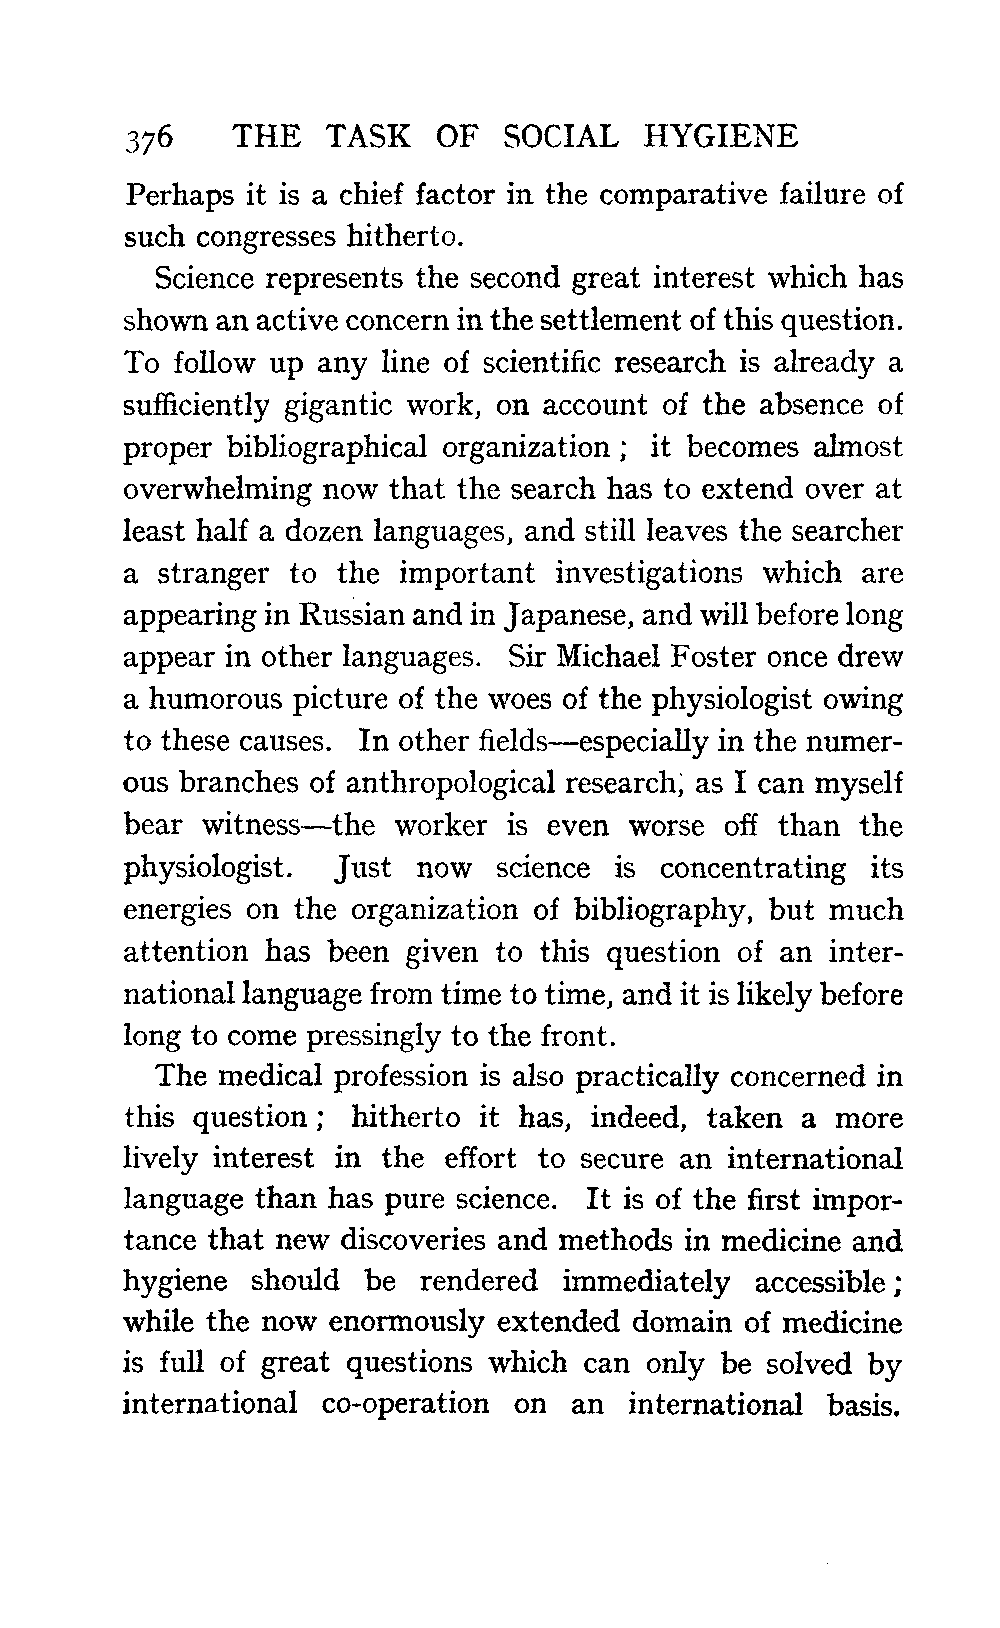 376 THE TASK OF SOCIAL HYGIENE
Perhaps it is a chief factor in the comparative failure of
such congresses hitherto.
Science represents the second great interest which has
shown an active concern in the settlement of this question.
To follow up any line of scientific research is already a
sufficiently gigantic work, on account of the absence of
proper bibliographical organization ; it becomes almost
overwhelming now that the search has to extend over at
least half a dozen languages, and still leaves the searcher
a stranger to the important investigations which are
appearing in Russian and in Japanese, and will before long
appear in other languages. Sir Michael Foster once drew
a humorous picture of the woes of the physiologist owing
to these causes. In other fields—especially in the numer-
ous branches of anthropological research, as I can myself
bear witness—the worker is even worse off than the
physiologist. Just now science is concentrating its
energies on the organization of bibliography, but much
attention has been given to this question of an inter-
national language from time to time, and it is likely before
long to come pressingly to the front.
The medical profession is also practically concerned in
this question ; hitherto it has, indeed, taken a more
lively interest in the effort to secure an international
language than has pure science. It is of the first impor-
tance that new discoveries and methods in medicine and
hygiene should be rendered immediately accessible ;
while the now enormously extended domain of medicine
is full of great questions which can only be solved by
international co-operation on an international basis.